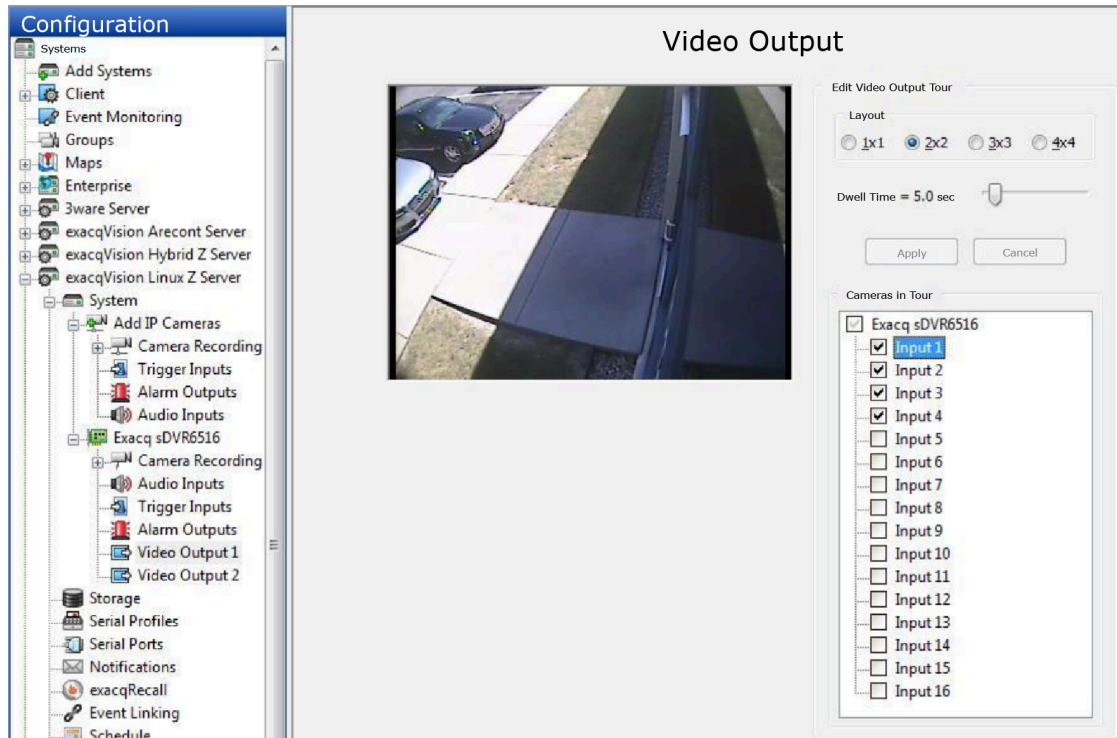 Configuration
Systems
Add Systems
Client
Event Monitoring
Groups
Maps
Enterprise
3ware Server
exacqVision Arecont Server
exacqVision Hybrid Z Server
exacqVision Linux Z Server
System
Add IP Cameras
Camera Recording
Trigger Inputs
Alarm Outputs
Audio Inputs
Exacq sDVR6516
Camera Recording
Audio Inputs
Trigger Inputs
Alarm Outputs
Video Output 1
Video Output 2
Storage
Serial Profiles
Serial Ports
Notifications
exacqRecall
Event Linking
Schedule
Video Output
Edit Video Output Tour
Layout
1x1 2x2 3x3 4x4
Dwell Time = 5.0 sec
Apply Cancel
Cameras in Tour
Exacq sDVR6516
Input 1
Input 2
Input 3
Input 4
Input 5
Input 6
Input 7
Input 8
Input 9
Input 10
Input 11
Input 12
Input 13
Input 14
Input 15
Input 16